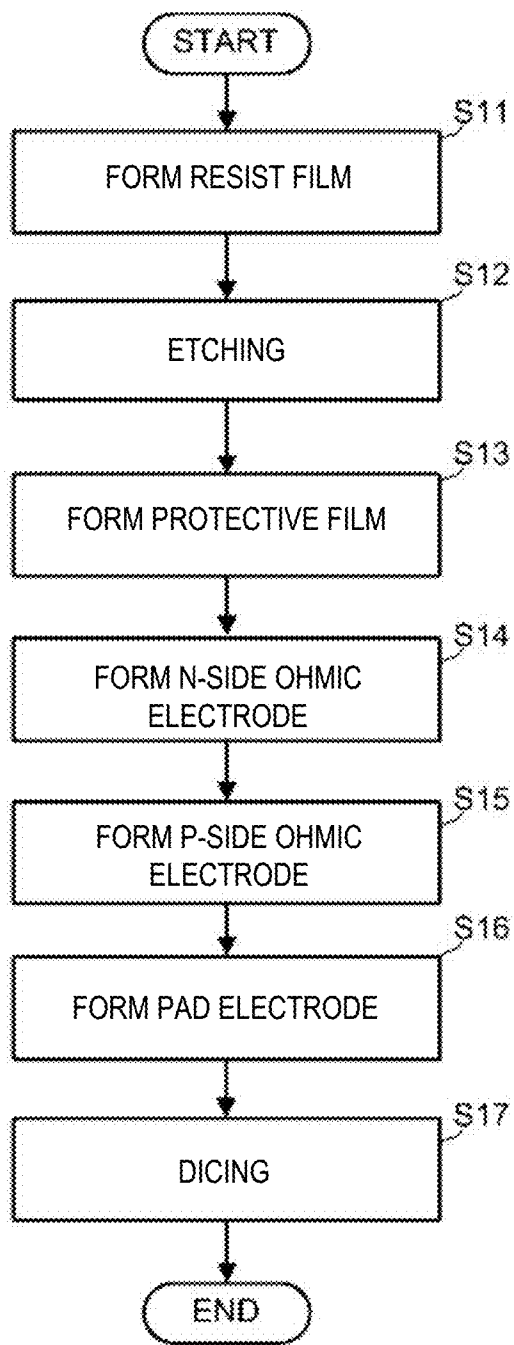 START
S11
FORM RESIST FILM
S12
ETCHING
S13
FORM PROTECTIVE FILM
S14
FORM N-SIDE OHMIC
ELECTRODE
S15
FORM P-SIDE OHMIC
ELECTRODE
S16
FORM PAD ELECTRODE
S17
DICING
END